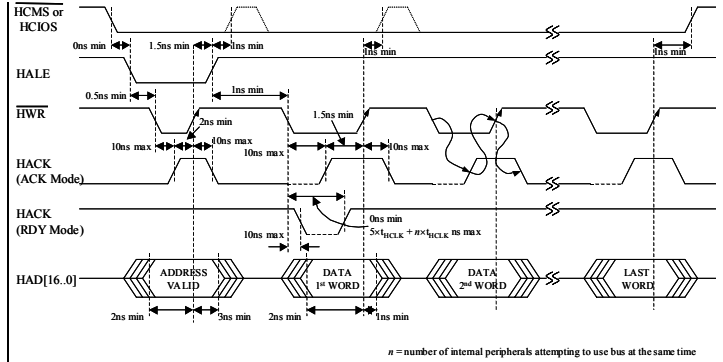 HCMS or
HCIOS
0ns min
1.5ns min
1ns min
1ns min
1ns min
HALE
0.5ns min
1ns min
HWR
2ns min
1.5ns min
10ns max
10ns max
10ns max
10ns max
HACK
(ACK Mode)
HACK
(RDY Mode)
0ns min
5×tHCLK + n×tHCLK ns max
10ns max
HAD[16..0]
ADDRESS
VALID
DATA
1st WORD
DATA
2nd WORD
LAST
WORD
2ns min
3ns min
2ns min
1ns min
n = number of internal peripherals attempting to use bus at the same time